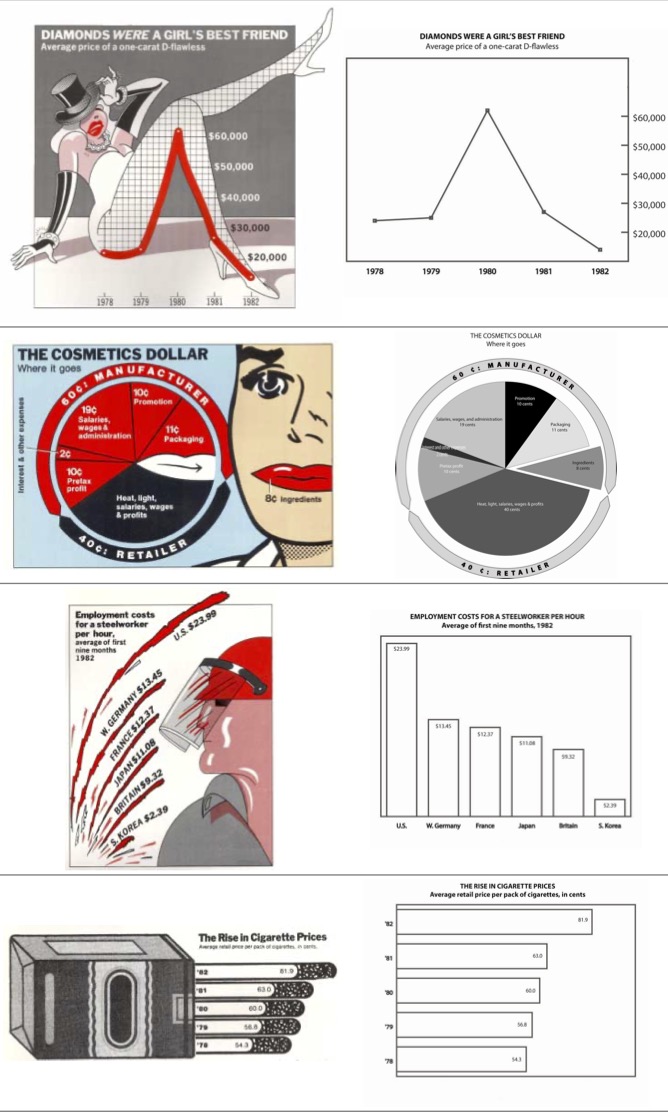 DIAMONDS WERE A GIRL'S BEST FRIEND
Average price of a one-carat D-flawless
$60,000
$50,000
$40,000
$30,000
$20,000
1978 1979 1980 1981 1982
DIAMONDS WERE A GIRL'S BEST FRIEND
Average price of a one-carat D-flawless
$60,000
$50,000
$40,000
$30,000
$20,000
1978 1979 1980 1981 1982
THE COSMETICS DOLLAR
Where it goes
60¢: MANUFACTURER
10¢
Promotion
19¢
Salaries,
wages &
administration
11¢
Packaging
Interest & other expenses
2¢
10¢
Pretax
profit
Heat, light,
salaries, wages
& profits
8¢ Ingredients
40¢: RETAILER
THE COSMETICS DOLLAR
Where it goes
60 ¢: MANUFACTURER
Promotion
10 cents
Salaries, wages, and administration
19 cents
Packaging
11 cents
Ingredients
8 cents
Pretax profit
10 cents
Heat, light, salaries, wages & profits
40 cents
40 ¢: RETAILER
Employment costs
for a steelworker
per hour,
average of first
nine months
1982
U.S. $23.99
W. GERMANY $13.45
FRANCE $12.37
JAPAN $11.08
BRITAIN $9.32
S. KOREA $2.39
EMPLOYMENT COSTS FOR A STEELWORKER PER HOUR
Average of first nine months, 1982
$23.99
$13.45
$12.37
$11.08
$9.32
$2.39
U.S. W. Germany France Japan Britain S. Korea
The Rise in Cigarette Prices
Average retail price per pack of cigarettes, in cents.
'82 81.9
'81 63.0
'80 60.0
'79 56.8
'78 54.3
THE RISE IN CIGARETTE PRICES
Average retail price per pack of cigarettes, in cents
'82 81.9
'81 63.0
'80 60.0
'79 56.8
'78 54.3